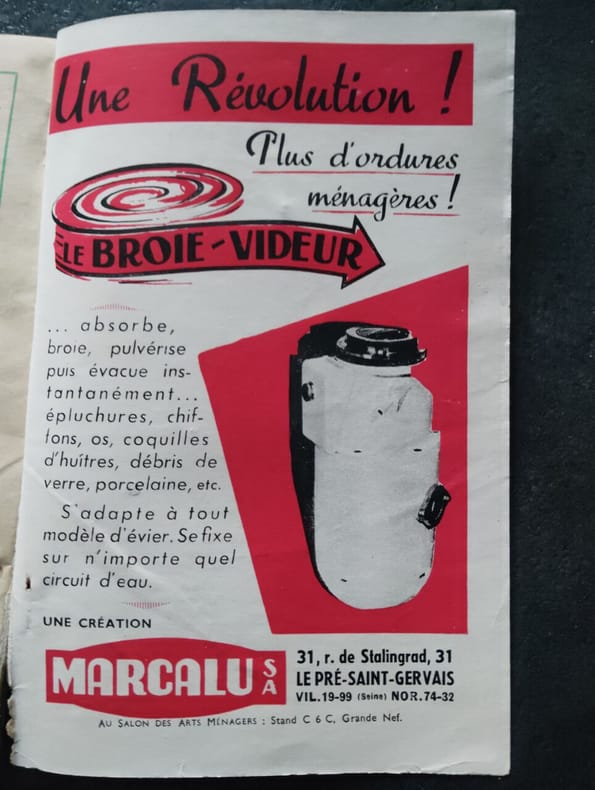 Une Révolution !
Plus d'ordures
ménagères !
LE BROIE-VIDEUR
... absorbe,
broie, pulvérise
puis évacue ins-
tantanément...
épluchures, chif-
fons, os, coquilles
d'huîtres, débris de
verre, porcelaine, etc.
S'adapte à tout
modèle d'évier. Se fixe
sur n'importe quel
circuit d'eau.
UNE CRÉATION
MARCALU SA
31, r. de Stalingrad, 31
LE PRÉ-SAINT-GERVAIS
VIL. 19-99 (Seine) NOR. 74-32
AU SALON DES ARTS MÉNAGERS : Stand C 6 C, Grande Nef.